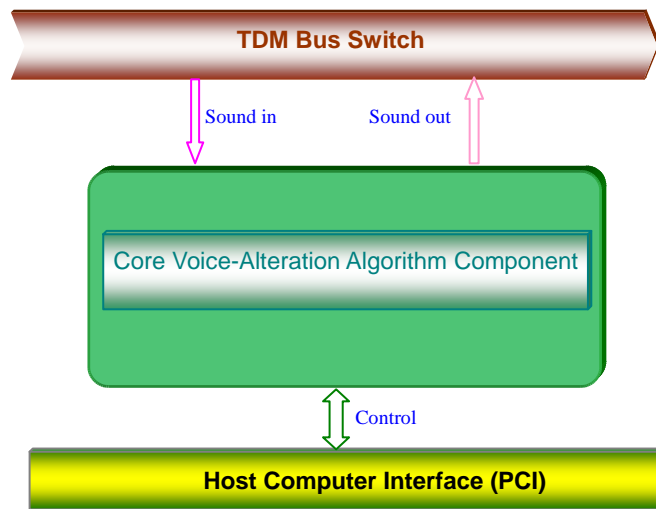 TDM Bus Switch
Sound in
Sound out
Core Voice-Alteration Algorithm Component
Control
Host Computer Interface (PCI)